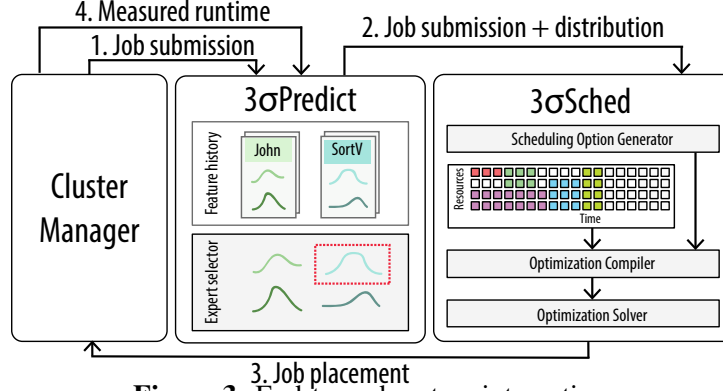 4. Measured runtime
1. Job submission
2. Job submission + distribution
Cluster
Manager
3σPredict
Feature history
John
SortV
Expert selector
3σSched
Scheduling Option Generator
Resources
Time
Optimization Compiler
Optimization Solver
3. Job placement